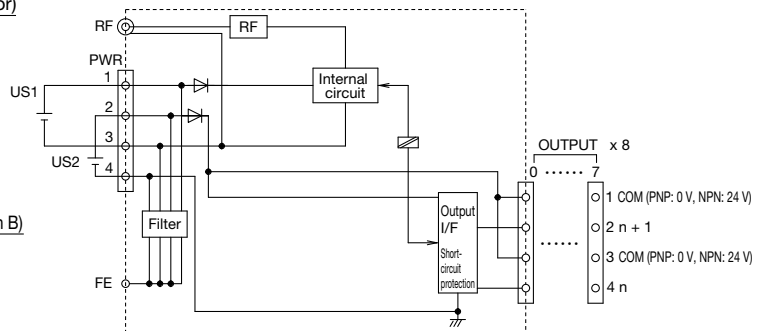 or)
RF
RF
PWR
1
Internal
circuit
US1
2
3
OUTPUT x 8
US2
0 ······ 7
4
1 COM (PNP: 0 V, NPN: 24 V)
Output
I/F
n B)
Filter
2 n + 1
······
Short-
circuit
protection
3 COM (PNP: 0 V, NPN: 24 V)
FE
4 n